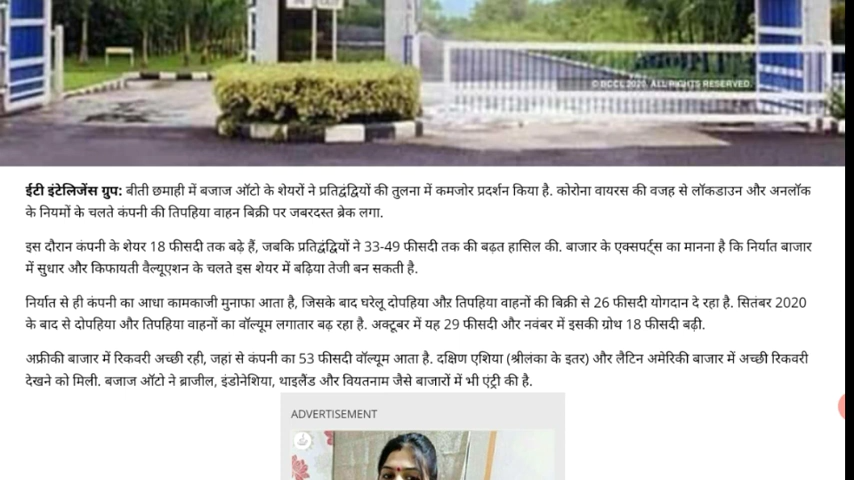 © BCCL 2020. ALL RIGHTS RESERVED.
ईटी इंटेलिजेंस ग्रुप: बीती छमाही में बजाज ऑटो के शेयरों ने प्रतिद्वंद्वियों की तुलना में कमजोर प्रदर्शन किया है. कोरोना वायरस की वजह से लॉकडाउन और अनलॉक
के नियमों के चलते कंपनी की तिपहिया वाहन बिक्री पर जबरदस्त ब्रेक लगा.
इस दौरान कंपनी के शेयर 18 फीसदी तक बढ़े हैं, जबकि प्रतिद्वंद्वियों ने 33-49 फीसदी तक की बढ़त हासिल की. बाजार के एक्सपर्ट्स का मानना है कि निर्यात बाजार
में सुधार और किफायती वैल्यूएशन के चलते इस शेयर में बढ़िया तेजी बन सकती है.
निर्यात से ही कंपनी का आधा कामकाजी मुनाफा आता है, जिसके बाद घरेलू दोपहिया औऱ तिपहिया वाहनों की बिक्री से 26 फीसदी योगदान दे रहा है. सितंबर 2020
के बाद से दोपहिया और तिपहिया वाहनों का वॉल्यूम लगातार बढ़ रहा है. अक्टूबर में यह 29 फीसदी और नवंबर में इसकी ग्रोथ 18 फीसदी बढ़ी.
अफ्रीकी बाजार में रिकवरी अच्छी रही, जहां से कंपनी का 53 फीसदी वॉल्यूम आता है. दक्षिण एशिया (श्रीलंका के इतर) और लैटिन अमेरिकी बाजार में अच्छी रिकवरी
देखने को मिली. बजाज ऑटो ने ब्राजील, इंडोनेशिया, थाइलैंड और वियतनाम जैसे बाजारों में भी एंट्री की है.
ADVERTISEMENT